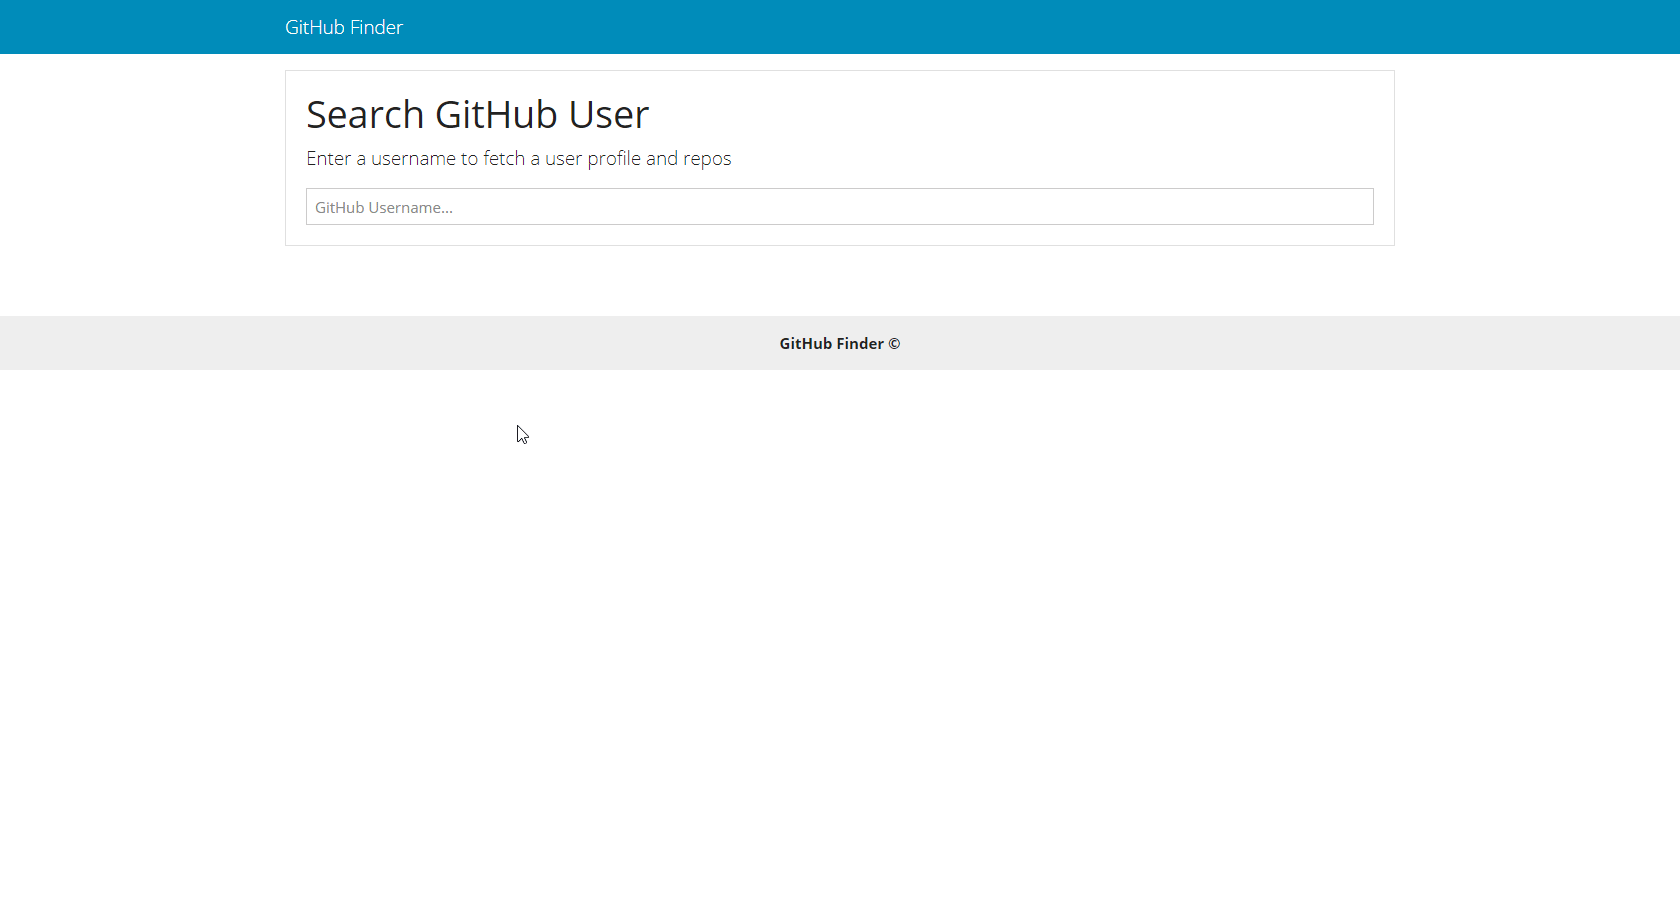 GitHub Finder
Search GitHub User
Enter a username to fetch a user profile and repos
GitHub Username...
GitHub Finder ©